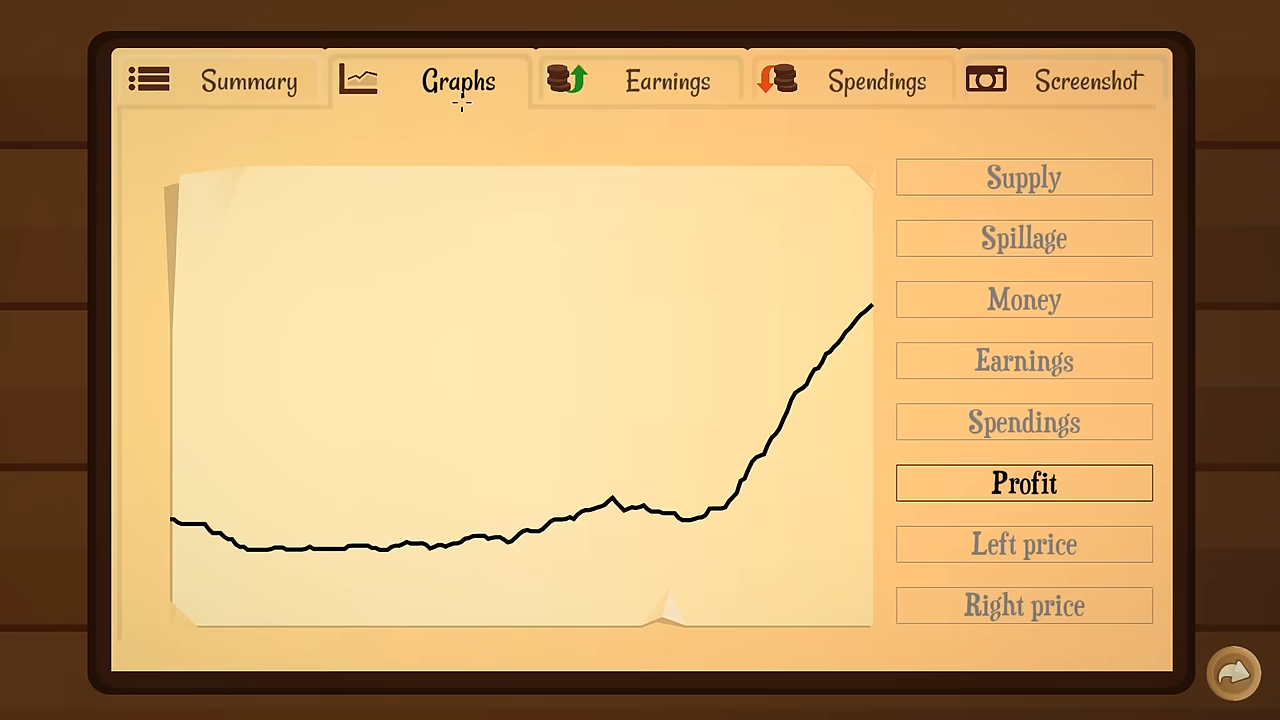 Summary
Graphs
Earnings
Spendings
Screenshot
Supply
Spillage
Money
Earnings
Spendings
Profit
Left price
Right price